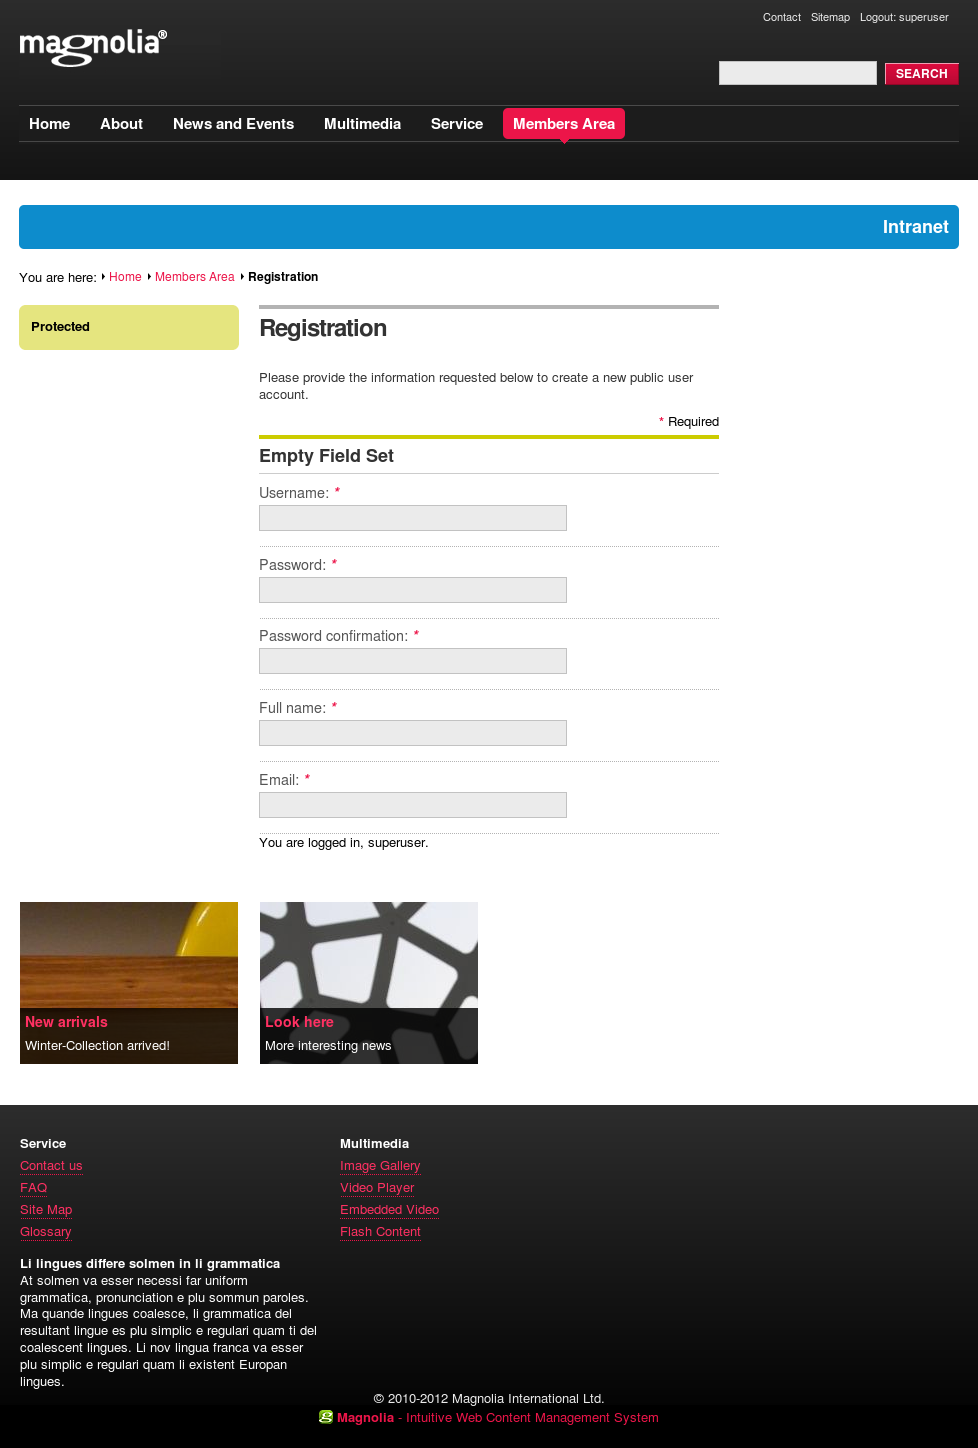 Contact Sitemap Logout: superuser
magnolia®
SEARCH
Home About News and Events Multimedia Service Members Area
Intranet
You are here: Home Members Area Registration
Protected
Registration
Please provide the information requested below to create a new public user
account.
* Required
Empty Field Set
Username: *
Password: *
Password confirmation: *
Full name: *
Email: *
You are logged in, superuser.
New arrivals
Winter-Collection arrived!
Look here
More interesting news
Service
Contact us
FAQ
Site Map
Glossary
Multimedia
Image Gallery
Video Player
Embedded Video
Flash Content
Li lingues differe solmen in li grammatica
At solmen va esser necessi far uniform
grammatica, pronunciation e plu sommun paroles.
Ma quande lingues coalesce, li grammatica del
resultant lingue es plu simplic e regulari quam ti del
coalescent lingues. Li nov lingua franca va esser
plu simplic e regulari quam li existent Europan
lingues.
© 2010-2012 Magnolia International Ltd.
Magnolia - Intuitive Web Content Management System